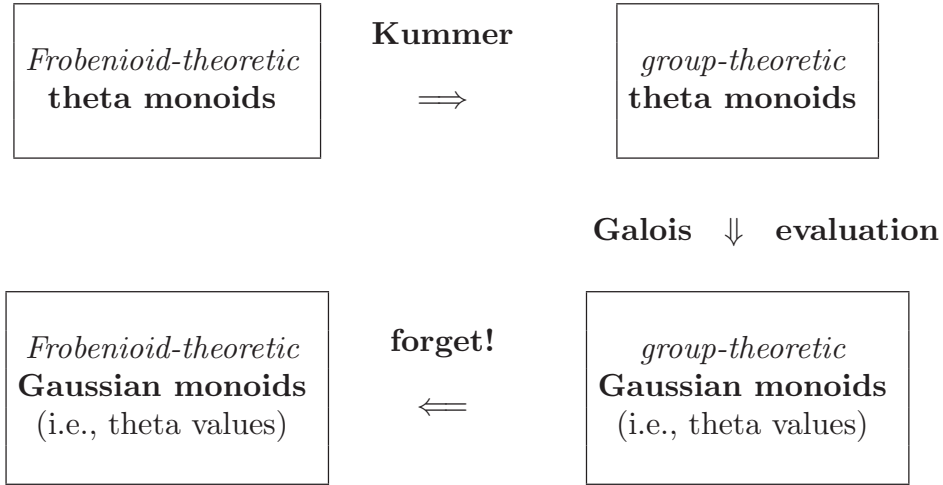 Frobenioid-theoretic
theta monoids
Kummer
⟹
group-theoretic
theta monoids
Galois ⇓ evaluation
Frobenioid-theoretic
Gaussian monoids
(i.e., theta values)
forget!
⟸
group-theoretic
Gaussian monoids
(i.e., theta values)